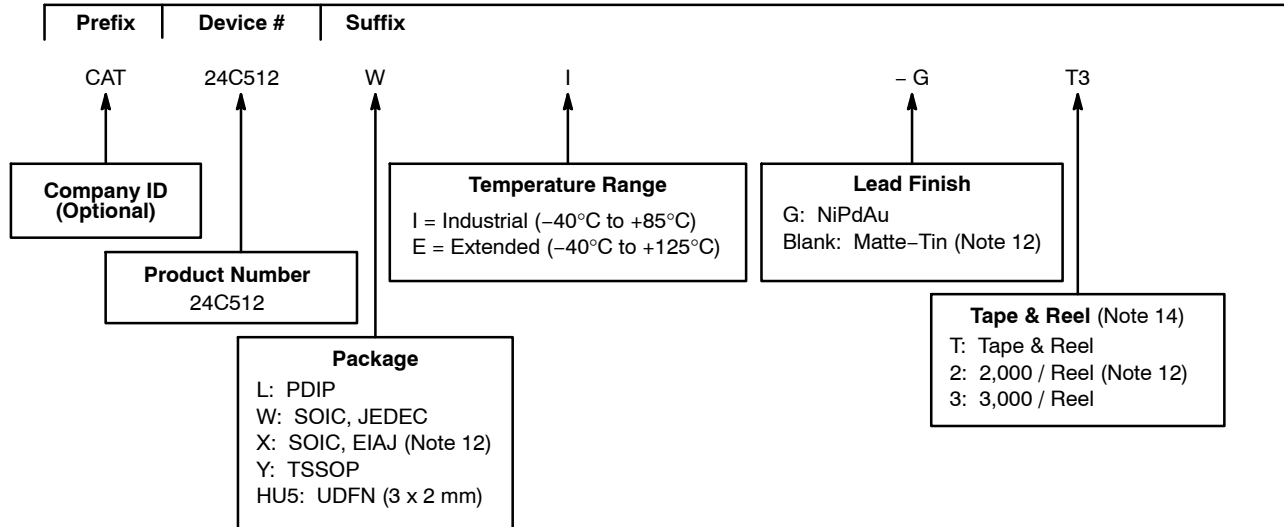 Prefix Device # Suffix
CAT 24C512 W I – G T3
Company ID
(Optional)
Temperature Range
I = Industrial (−40°C to +85°C)
E = Extended (−40°C to +125°C)
Lead Finish
G: NiPdAu
Blank: Matte−Tin (Note 12)
Product Number
24C512
Tape & Reel (Note 14)
T: Tape & Reel
2: 2,000 / Reel (Note 12)
3: 3,000 / Reel
Package
L: PDIP
W: SOIC, JEDEC
X: SOIC, EIAJ (Note 12)
Y: TSSOP
HU5: UDFN (3 x 2 mm)